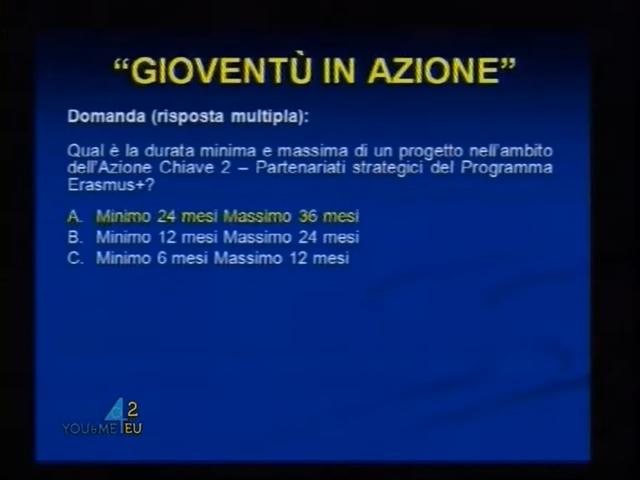 “GIOVENTÙ IN AZIONE”
Domanda (risposta multipla):
Qual è la durata minima e massima di un progetto nell'ambito
dell'Azione Chiave 2 – Partenariati strategici del Programma
Erasmus+?
A. Minimo 24 mesi Massimo 36 mesi
B. Minimo 12 mesi Massimo 24 mesi
C. Minimo 6 mesi Massimo 12 mesi
42
YOU&ME EU